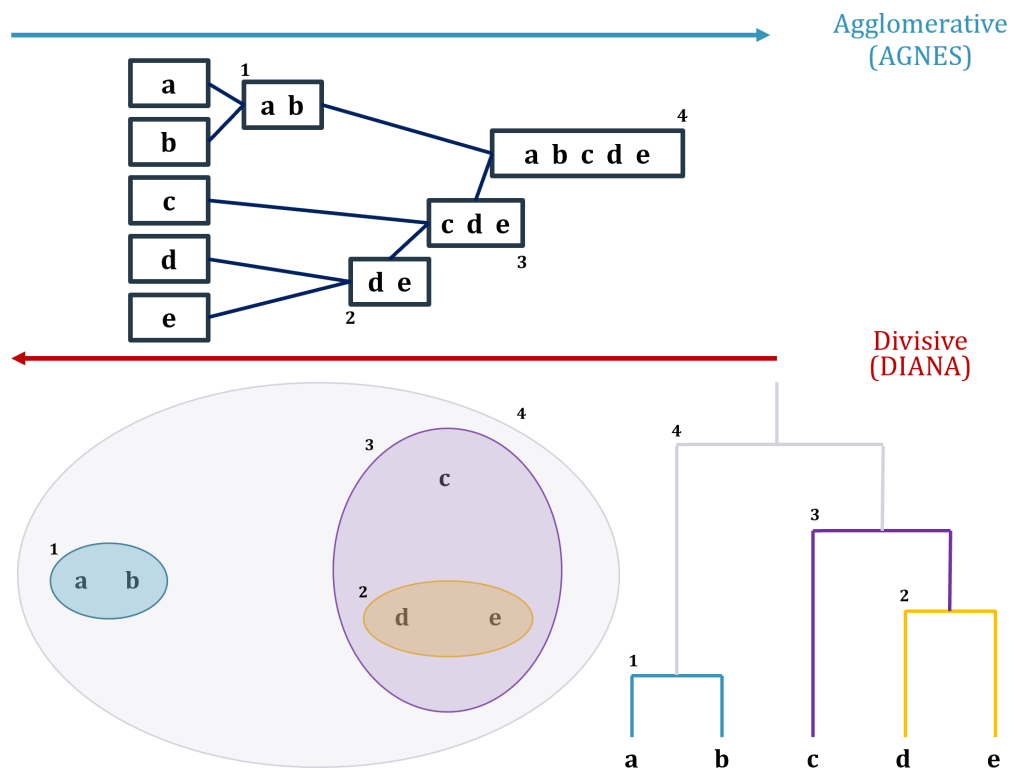 Agglomerative
(AGNES)
a
1
a b
b
4
a b c d e
c
c d e
3
d
d e
2
e
Divisive
(DIANA)
4
3
c
1
a b
2
d e
4
3
2
1
a b c d e